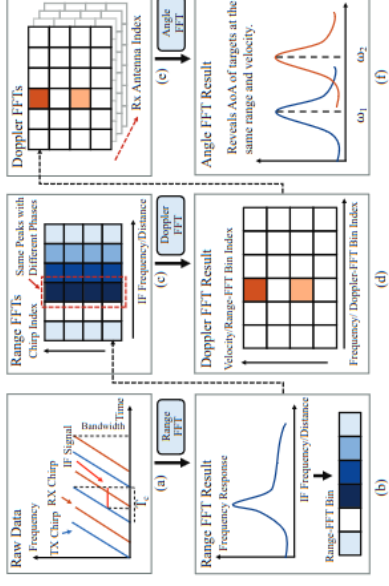 Raw Data
Frequency
TX Chirp
RX Chirp
IF Signal
Bandwidth
Time
T_c
(a)
Range
FFT
Range FFT Result
Frequency Response
IF Frequency/Distance
Range-FFT Bin
(b)
Range FFTs
Chirp Index
Same Peaks with
Different Phases
IF Frequency/Distance
(c)
Doppler
FFT
Doppler FFT Result
Velocity/Range-FFT Bin Index
Frequency/ Doppler-FFT Bin Index
(d)
Doppler FFTs
Rx Antenna Index
(e)
Angle
FFT
Angle FFT Result
Reveals AoA of targets at the
same range and velocity.
ω₁
ω₂
(f)